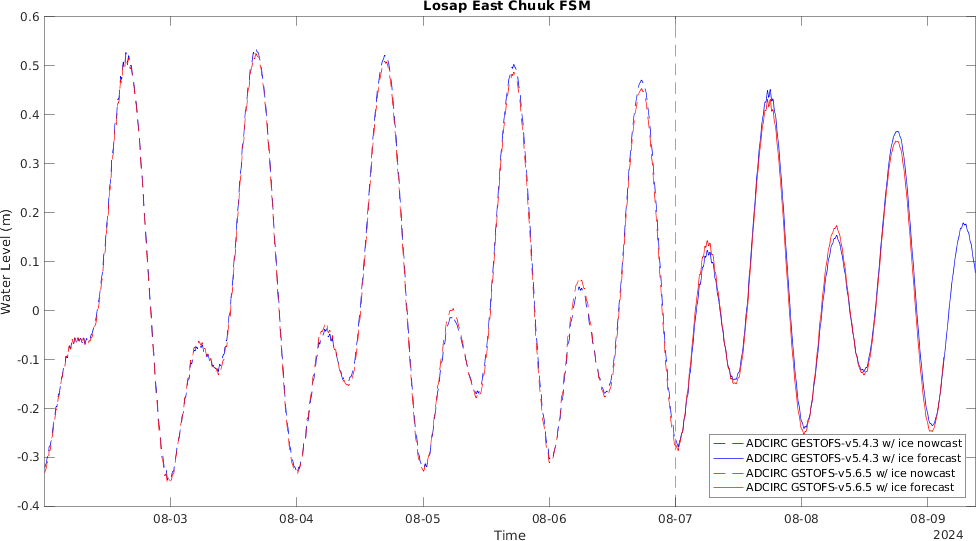 Losap East Chuuk FSM
0.6
0.5
0.4
0.3
0.2
0.1
0
-0.1
-0.2
-0.3
-0.4
Water Level (m)
08-03 08-04 08-05 08-06 08-07 08-08 08-09
Time
2024
ADCIRC GESTOFS-v5.4.3 w/ ice nowcast
ADCIRC GESTOFS-v5.4.3 w/ ice forecast
ADCIRC GSTOFS-v5.6.5 w/ ice nowcast
ADCIRC GSTOFS-v5.6.5 w/ ice forecast